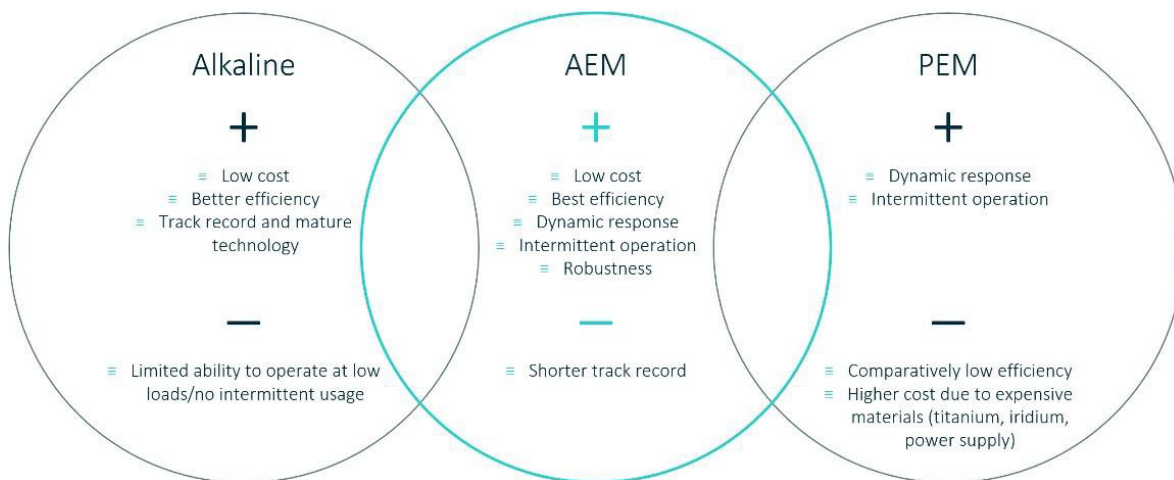 Alkaline
+
≡ Low cost
≡ Better efficiency
≡ Track record and mature
technology
−
≡ Limited ability to operate at low
loads/no intermittent usage
AEM
+
≡ Low cost
≡ Best efficiency
≡ Dynamic response
≡ Intermittent operation
≡ Robustness
−
≡ Shorter track record
PEM
+
≡ Dynamic response
≡ Intermittent operation
−
≡ Comparatively low efficiency
≡ Higher cost due to expensive
materials (titanium, iridium,
power supply)